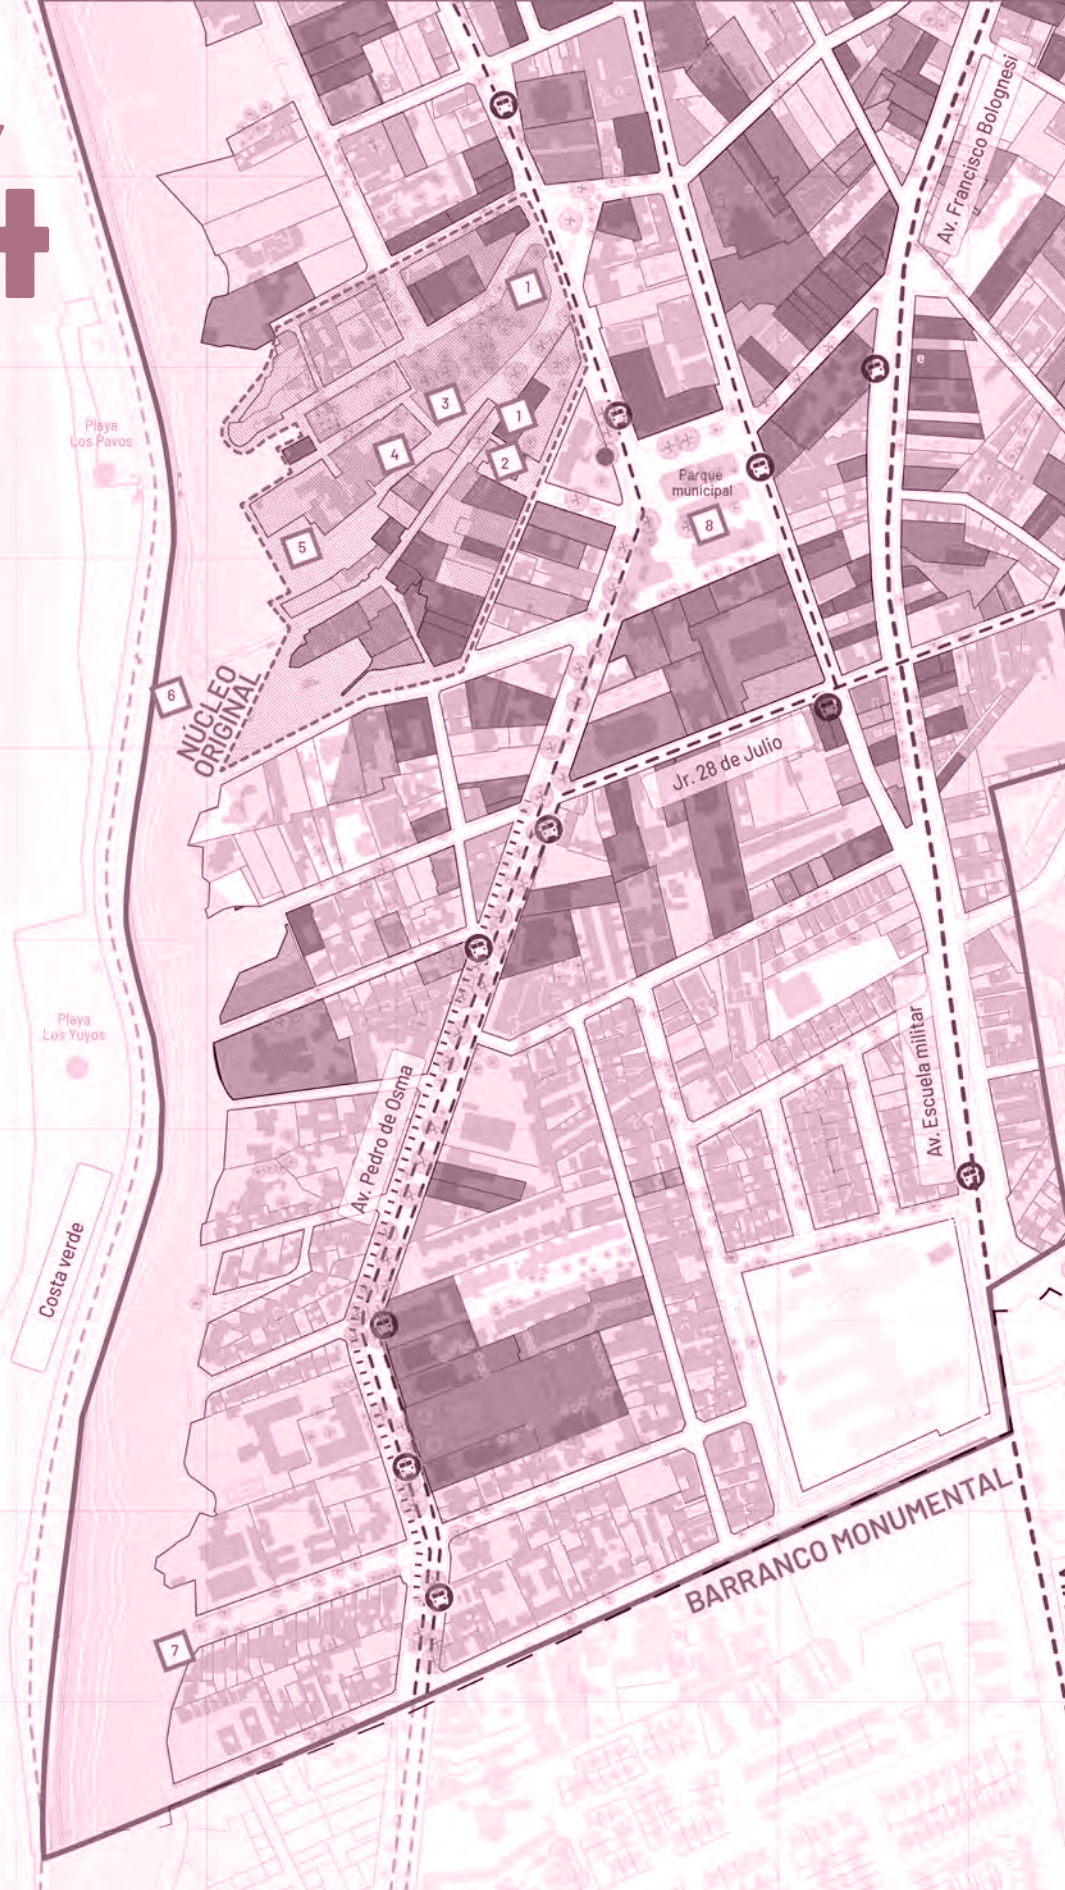 Av. Francisco Bolognesi
1
3
1
4
2
Playa
Los Pavos
Parque
municipal
8
5
6
NÚCLEO
ORIGINAL
Jr. 28 de Julio
Playa
Los Yuyos
Av. Escuela militar
Av. Pedro de Osma
Costa verde
BARRANCO MONUMENTAL
7
e